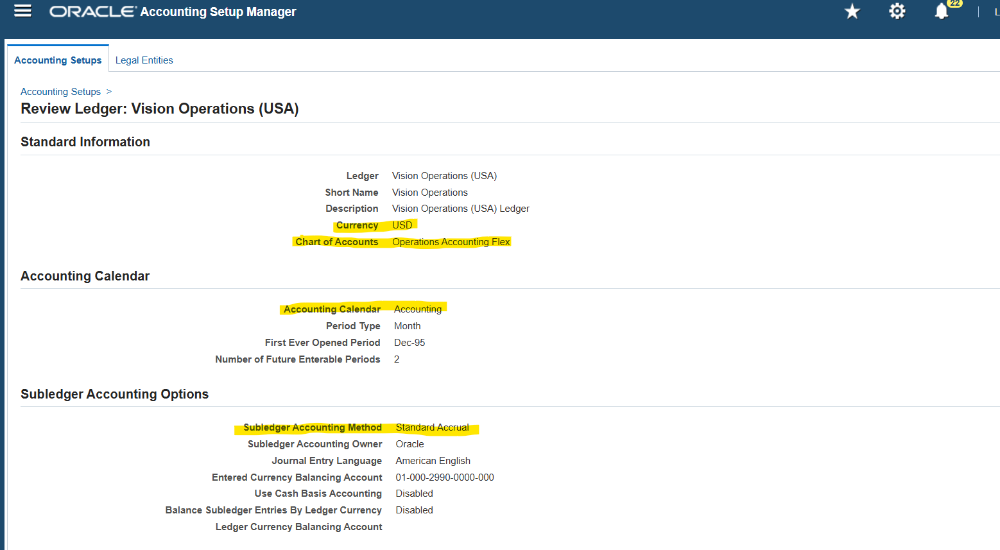 ORACLE Accounting Setup Manager
22
L
Accounting Setups Legal Entities
Accounting Setups >
Review Ledger: Vision Operations (USA)
Standard Information
Ledger Vision Operations (USA)
Short Name Vision Operations
Description Vision Operations (USA) Ledger
Currency USD
Chart of Accounts Operations Accounting Flex
Accounting Calendar
Accounting Calendar Accounting
Period Type Month
First Ever Opened Period Dec-95
Number of Future Enterable Periods 2
Subledger Accounting Options
Subledger Accounting Method Standard Accrual
Subledger Accounting Owner Oracle
Journal Entry Language American English
Entered Currency Balancing Account 01-000-2990-0000-000
Use Cash Basis Accounting Disabled
Balance Subledger Entries By Ledger Currency Disabled
Ledger Currency Balancing Account